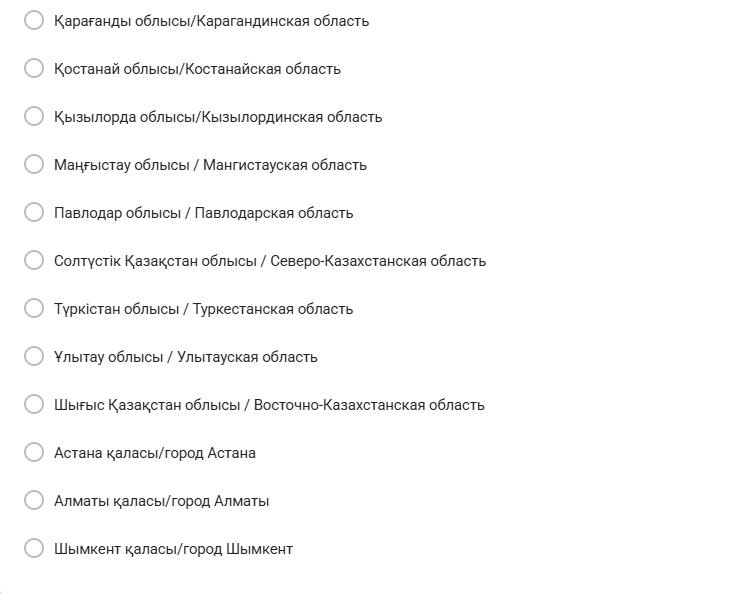 Қарағанды облысы/Карагандинская область
Қостанай облысы/Костанайская область
Қызылорда облысы/Кызылординская область
Маңғыстау облысы / Мангистауская область
Павлодар облысы / Павлодарская область
Солтүстік Қазақстан облысы / Северо-Казахстанская область
Түркістан облысы / Туркестанская область
Ұлытау облысы / Улытауская область
Шығыс Қазақстан облысы / Восточно-Казахстанская область
Астана қаласы/город Астана
Алматы қаласы/город Алматы
Шымкент қаласы/город Шымкент